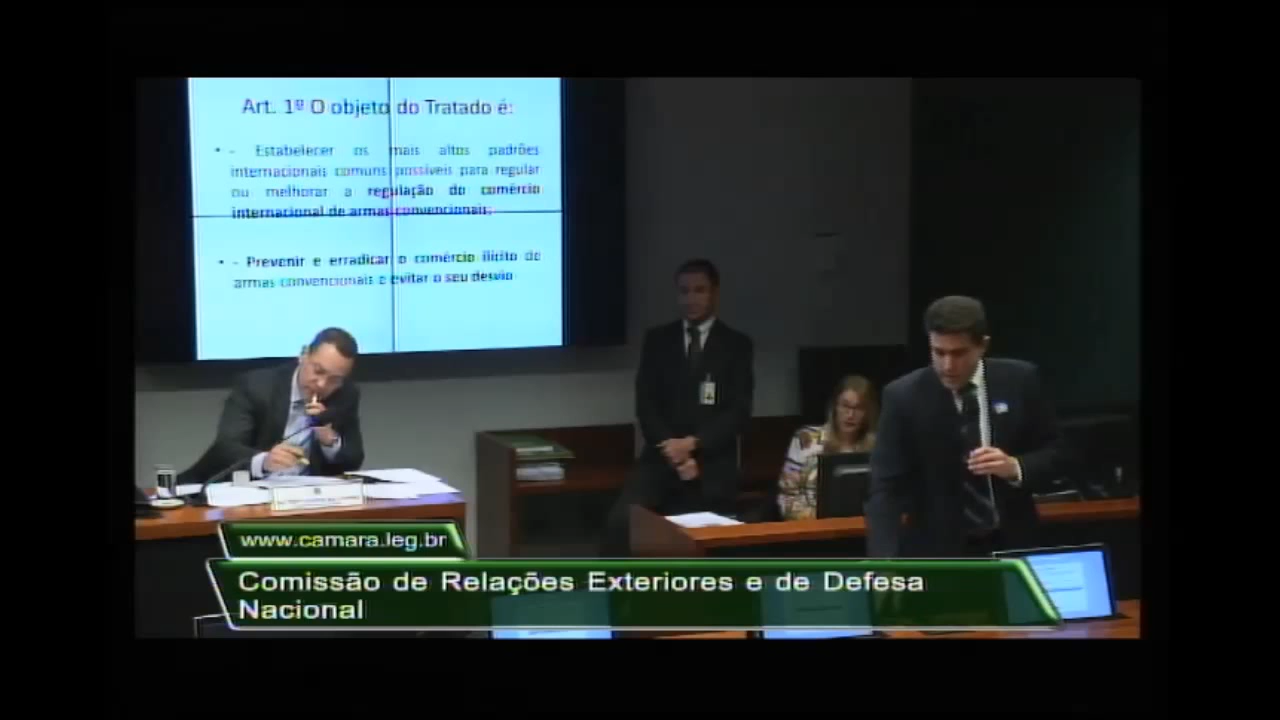 Art. 1º O objeto do Tratado é:
• - Estabelecer os mais altos padrões
internacionais comuns possíveis para regular
ou melhorar a regulação do comércio
internacional de armas convencionais;
• - Prevenir e erradicar o comércio ilícito de
armas convencionais e evitar o seu desvio
www.camara.leg.br
Comissão de Relações Exteriores e de Defesa
Nacional